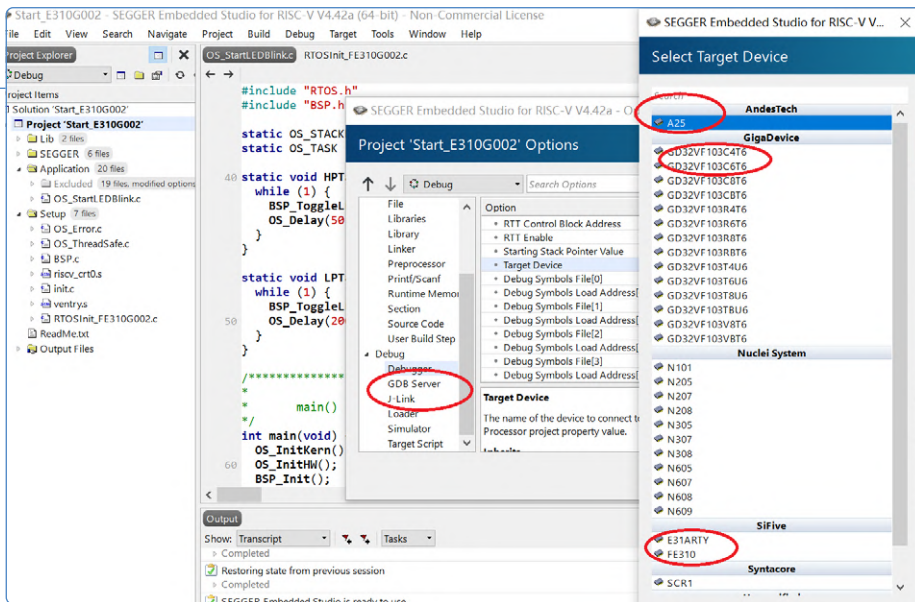 Start_E310G002 - SEGGER Embedded Studio for RISC-V V4.42a (64-bit) - Non-Commercial License
File Edit View Search Navigate Project Build Debug Target Tools Window Help
Project Explorer
Debug
Project Items
Solution 'Start_E310G002'
Project 'Start_E310G002'
Lib 2 files
SEGGER 6 files
Application 20 files
Excluded 19 files, modified options
OS_StartLEDBlink.c
Setup 7 files
OS_Error.c
OS_ThreadSafe.c
BSP.c
riscv_crt0.s
init.c
ventry.s
RTOSInit_FE310G002.c
ReadMe.txt
Output Files
OS_StartLEDBlink.c RTOSInit_FE310G002.c
#include "RTOS.h"
#include "BSP.h
static OS_STACK
static OS_TASK
40 static void HPT
while (1) {
BSP_ToggleL
OS_Delay(50
}
}
static void LPT
while (1) {
BSP_ToggleL
50 OS_Delay(20
}
}
/**************
*
* main()
*/
int main(void)
OS_InitKern()
60 OS_InitHW();
BSP_Init();
Output
Show: Transcript Tasks
Completed
Restoring state from previous session
Completed
SEGGER Embedded Studio is ready to use
SEGGER Embedded Studio for RISC-V V4.42a - O
Project 'Start_E310G002' Options
Debug Search Options
File
Libraries
Library
Linker
Preprocessor
Printf/Scanf
Runtime Memor
Section
Source Code
User Build Step
Debug
Debugger
GDB Server
J-Link
Loader
Simulator
Target Script
Option
RTT Control Block Address
RTT Enable
Starting Stack Pointer Value
Target Device
Debug Symbols File[0]
Debug Symbols Load Address[
Debug Symbols File[1]
Debug Symbols Load Address[
Debug Symbols File[2]
Debug Symbols Load Address[
Debug Symbols File[3]
Debug Symbols Load Address[
Target Device
The name of the device to connect t
Processor project property value.
Inherits
SEGGER Embedded Studio for RISC-V V...
Select Target Device
Search
AndesTech
A25
GigaDevice
GD32VF103C4T6
GD32VF103C6T6
GD32VF103C8T6
GD32VF103CBT6
GD32VF103R4T6
GD32VF103R6T6
GD32VF103R8T6
GD32VF103RBT6
GD32VF103T4U6
GD32VF103T6U6
GD32VF103T8U6
GD32VF103TBU6
GD32VF103V8T6
GD32VF103VBT6
Nuclei System
N101
N205
N207
N208
N305
N307
N308
N605
N607
N608
N609
SiFive
E31ARTY
FE310
Syntacore
SCR1